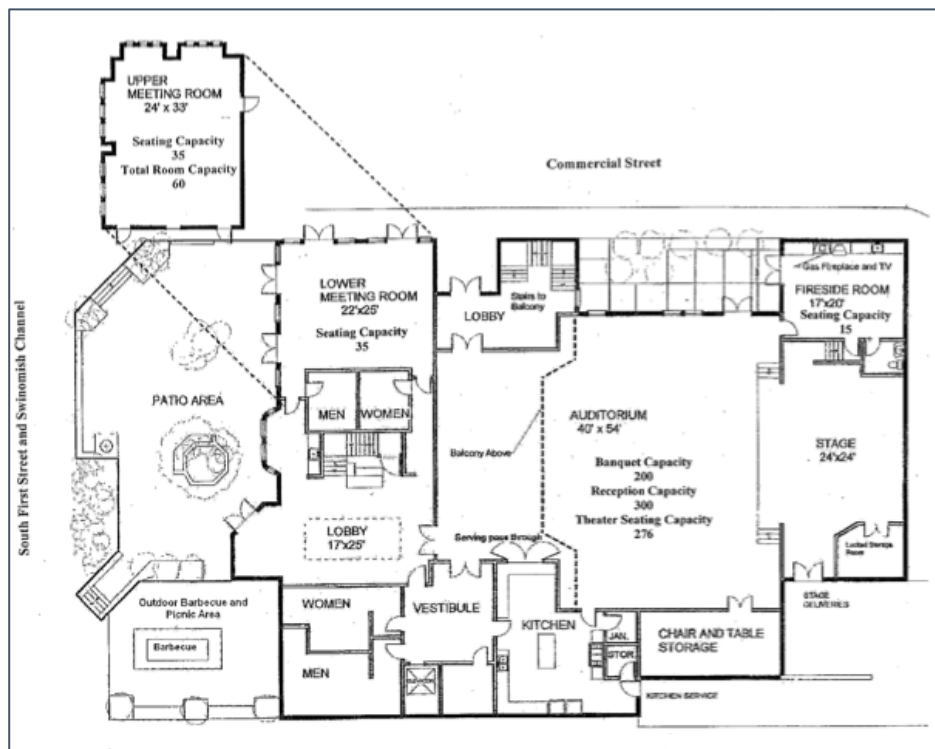 UPPER
MEETING ROOM
24' x 33'
Seating Capacity
35
Total Room Capacity
60
Commercial Street
South First Street and Swinomish Channel
LOWER
MEETING ROOM
22'x25'
Seating Capacity
35
MEN
WOMEN
PATIO AREA
LOBBY
17'x25'
LOBBY
Stairs to
Balcony
Balcony Above
AUDITORIUM
40' x 54'
Banquet Capacity
200
Reception Capacity
300
Theater Seating Capacity
276
Serving pass through
Gas Fireplace and TV
FIRESIDE ROOM
17'x20'
Seating Capacity
15
STAGE
24'x24'
Locked Storage
Room
STAGE
DELIVERIES
Outdoor Barbecue and
Picnic Area
Barbecue
WOMEN
MEN
VESTIBULE
KITCHEN
JAN.
STOR.
CHAIR AND TABLE
STORAGE
KITCHEN SERVICE